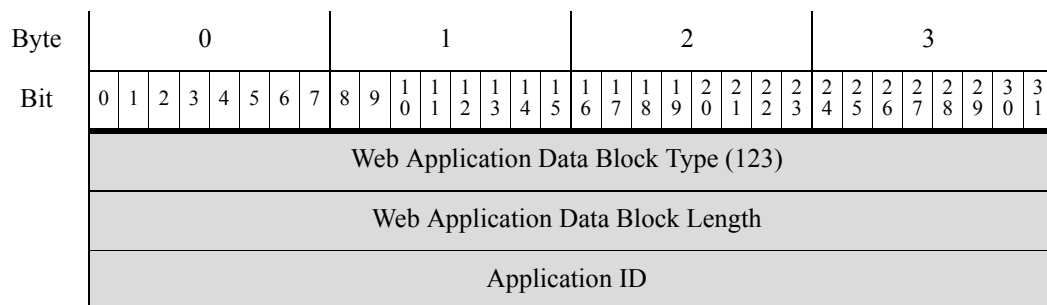 Byte 0 1 2 3
Bit 0 1 2 3 4 5 6 7 8 9 10 11 12 13 14 15 16 17 18 19 20 21 22 23 24 25 26 27 28 29 30 31
Web Application Data Block Type (123)
Web Application Data Block Length
Application ID